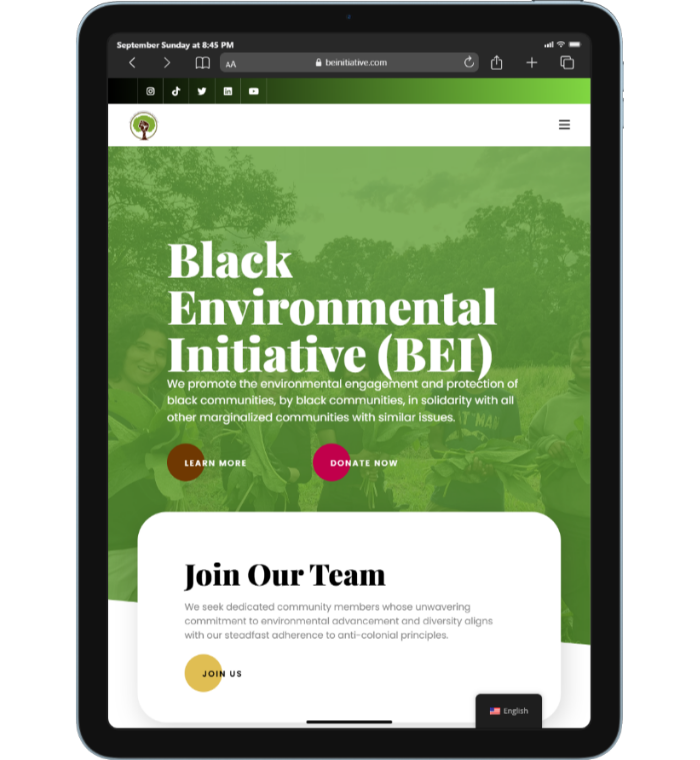 September Sunday at 8:45 PM
AA
beinitiative.com
Black
Environmental
Initiative (BEI)
We promote the environmental engagement and protection of
black communities, by black communities, in solidarity with all
other marginalized communities with similar issues.
LEARN MORE
DONATE NOW
Join Our Team
We seek dedicated community members whose unwavering
commitment to environmental advancement and diversity aligns
with our steadfast adherence to anti-colonial principles.
JOIN US
English